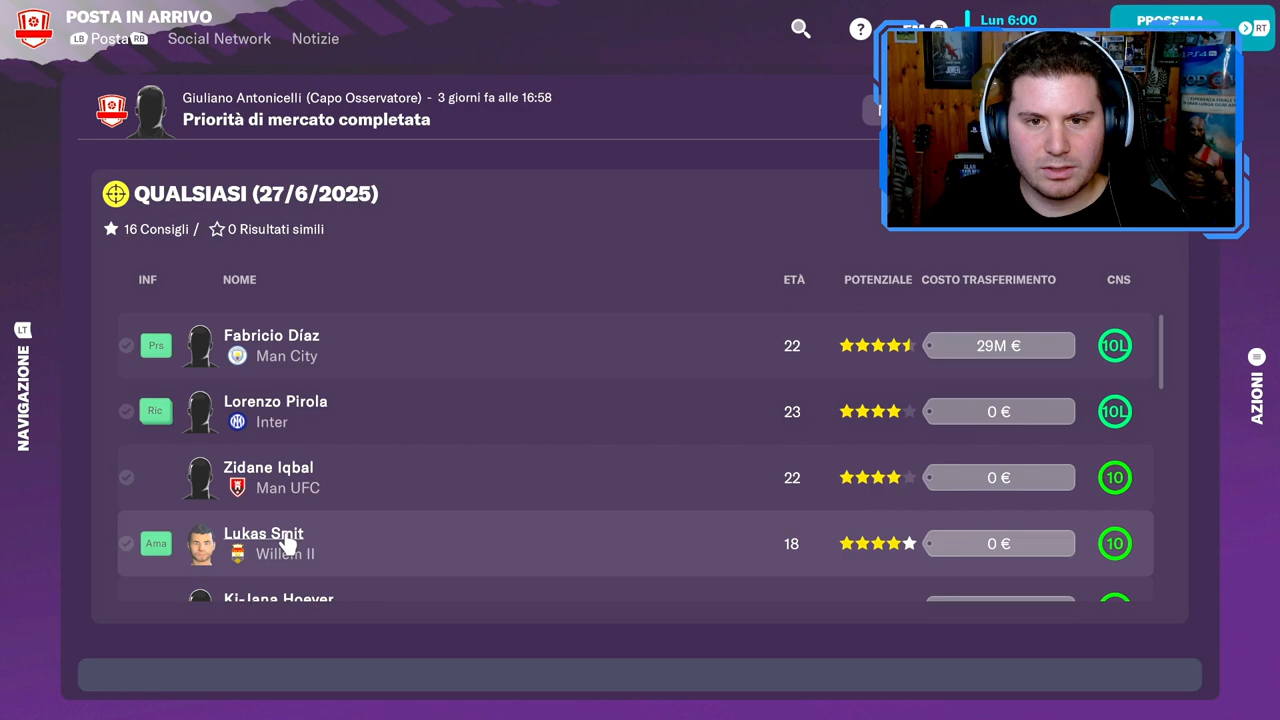 POSTA IN ARRIVO
LB Posta RB Social Network Notizie
Lun 6:00
PROSSIMA
RT
Giuliano Antonicelli (Capo Osservatore) - 3 giorni fa alle 16:58
Priorità di mercato completata
QUALSIASI (27/6/2025)
16 Consigli / 0 Risultati simili
INF NOME ETÀ POTENZIALE COSTO TRASFERIMENTO CNS
Prs Fabricio Díaz 22 29M € 10L
Man City
Ric Lorenzo Pirola 23 0 € 10L
Inter
Zidane Iqbal 22 0 € 10
Man UFC
Ama Lukas Smit 18 0 € 10
Willem II
Ki-Jana Hoever
LT
NAVIGAZIONE
AZIONI
JOKER
PS4